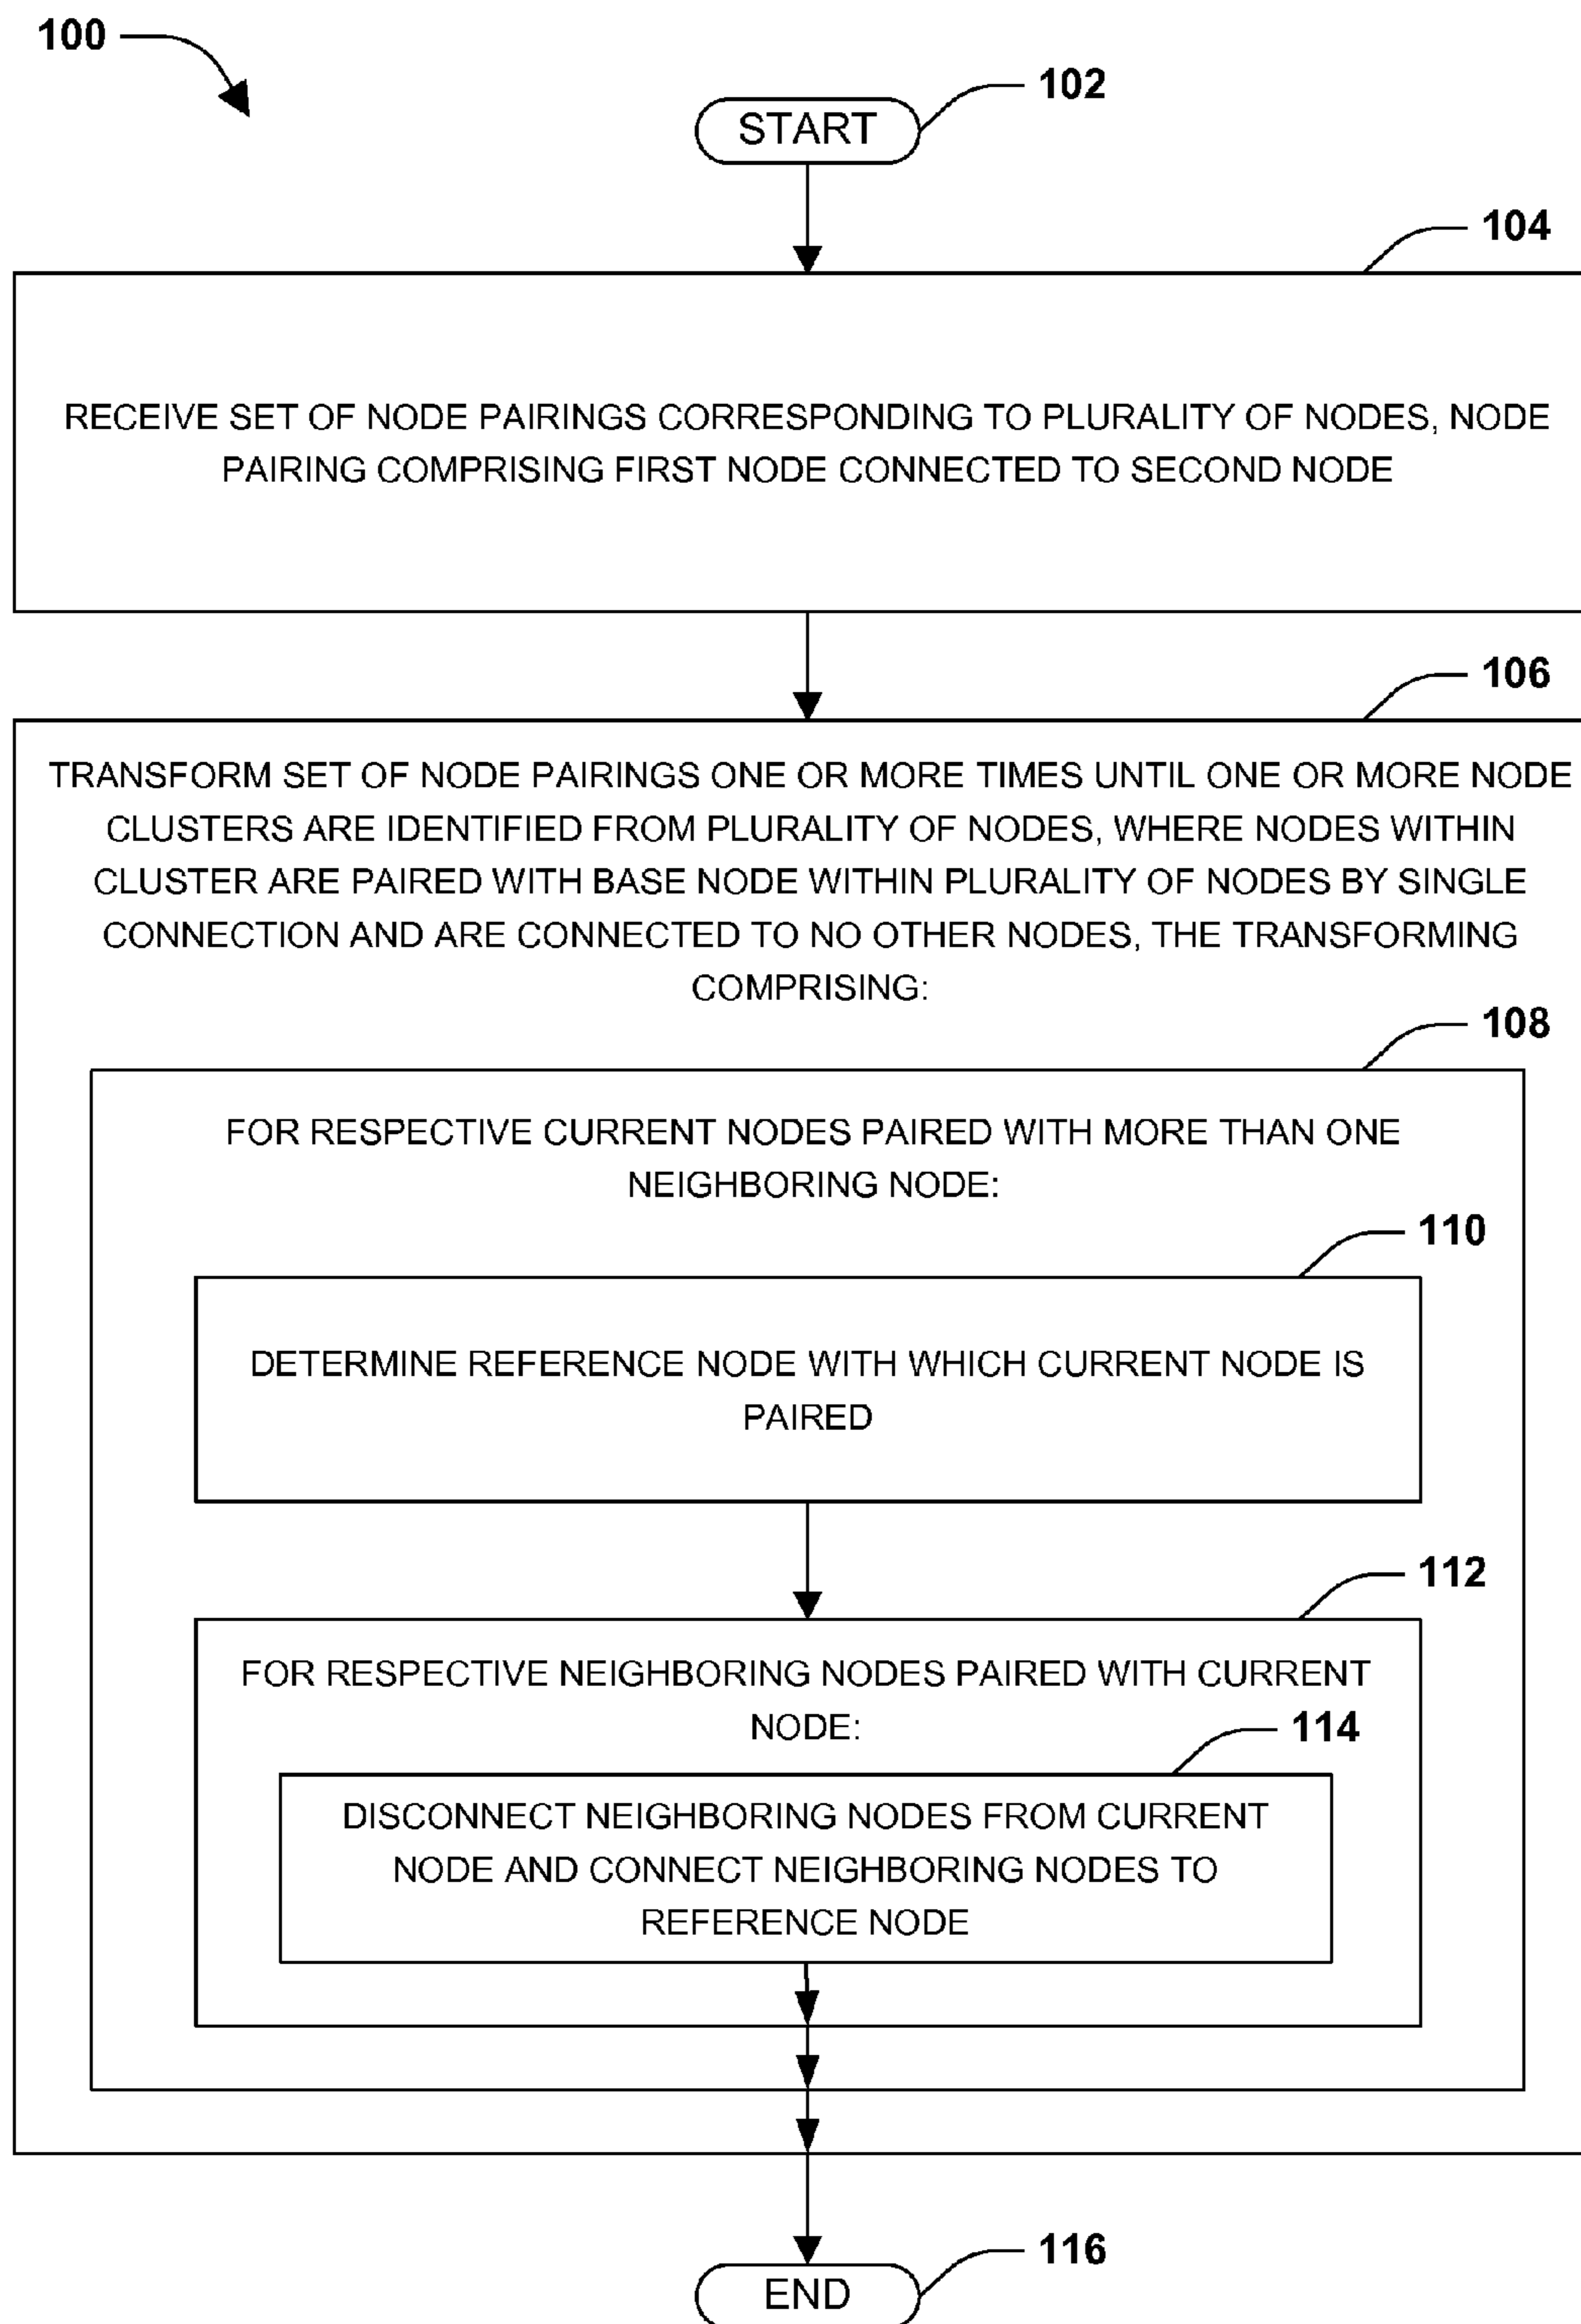 100
102
START
104
RECEIVE SET OF NODE PAIRINGS CORRESPONDING TO PLURALITY OF NODES, NODE
PAIRING COMPRISING FIRST NODE CONNECTED TO SECOND NODE
106
TRANSFORM SET OF NODE PAIRINGS ONE OR MORE TIMES UNTIL ONE OR MORE NODE
CLUSTERS ARE IDENTIFIED FROM PLURALITY OF NODES, WHERE NODES WITHIN
CLUSTER ARE PAIRED WITH BASE NODE WITHIN PLURALITY OF NODES BY SINGLE
CONNECTION AND ARE CONNECTED TO NO OTHER NODES, THE TRANSFORMING
COMPRISING:
108
FOR RESPECTIVE CURRENT NODES PAIRED WITH MORE THAN ONE
NEIGHBORING NODE:
110
DETERMINE REFERENCE NODE WITH WHICH CURRENT NODE IS
PAIRED
112
FOR RESPECTIVE NEIGHBORING NODES PAIRED WITH CURRENT
NODE:
114
DISCONNECT NEIGHBORING NODES FROM CURRENT
NODE AND CONNECT NEIGHBORING NODES TO
REFERENCE NODE
116
END